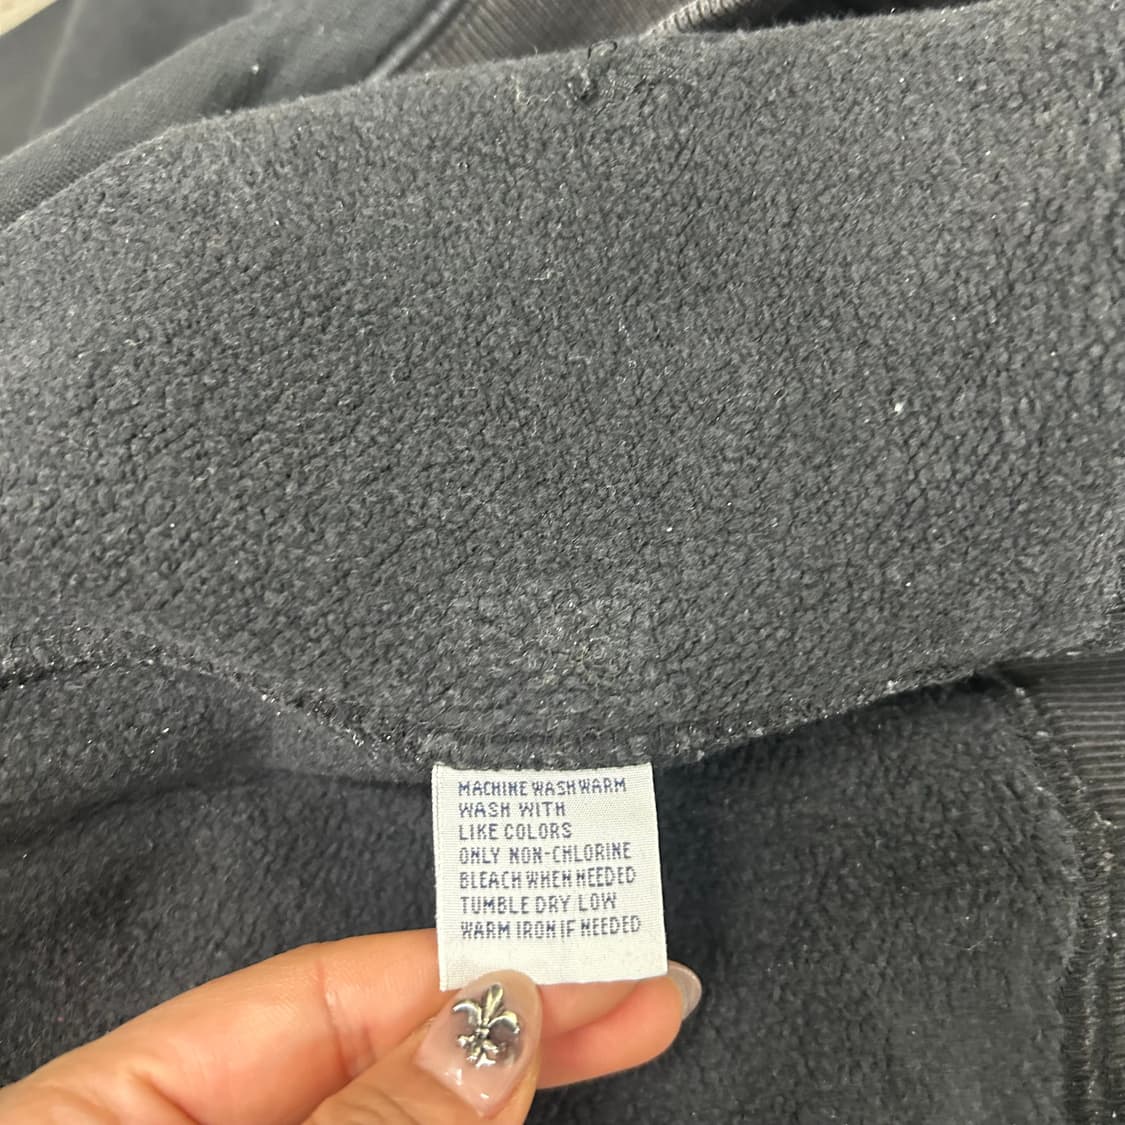 MACHINE WASH WARM
WASH WITH
LIKE COLORS
ONLY NON-CHLORINE
BLEACH WHEN NEEDED
TUMBLE DRY LOW
WARM IRON IF NEEDED